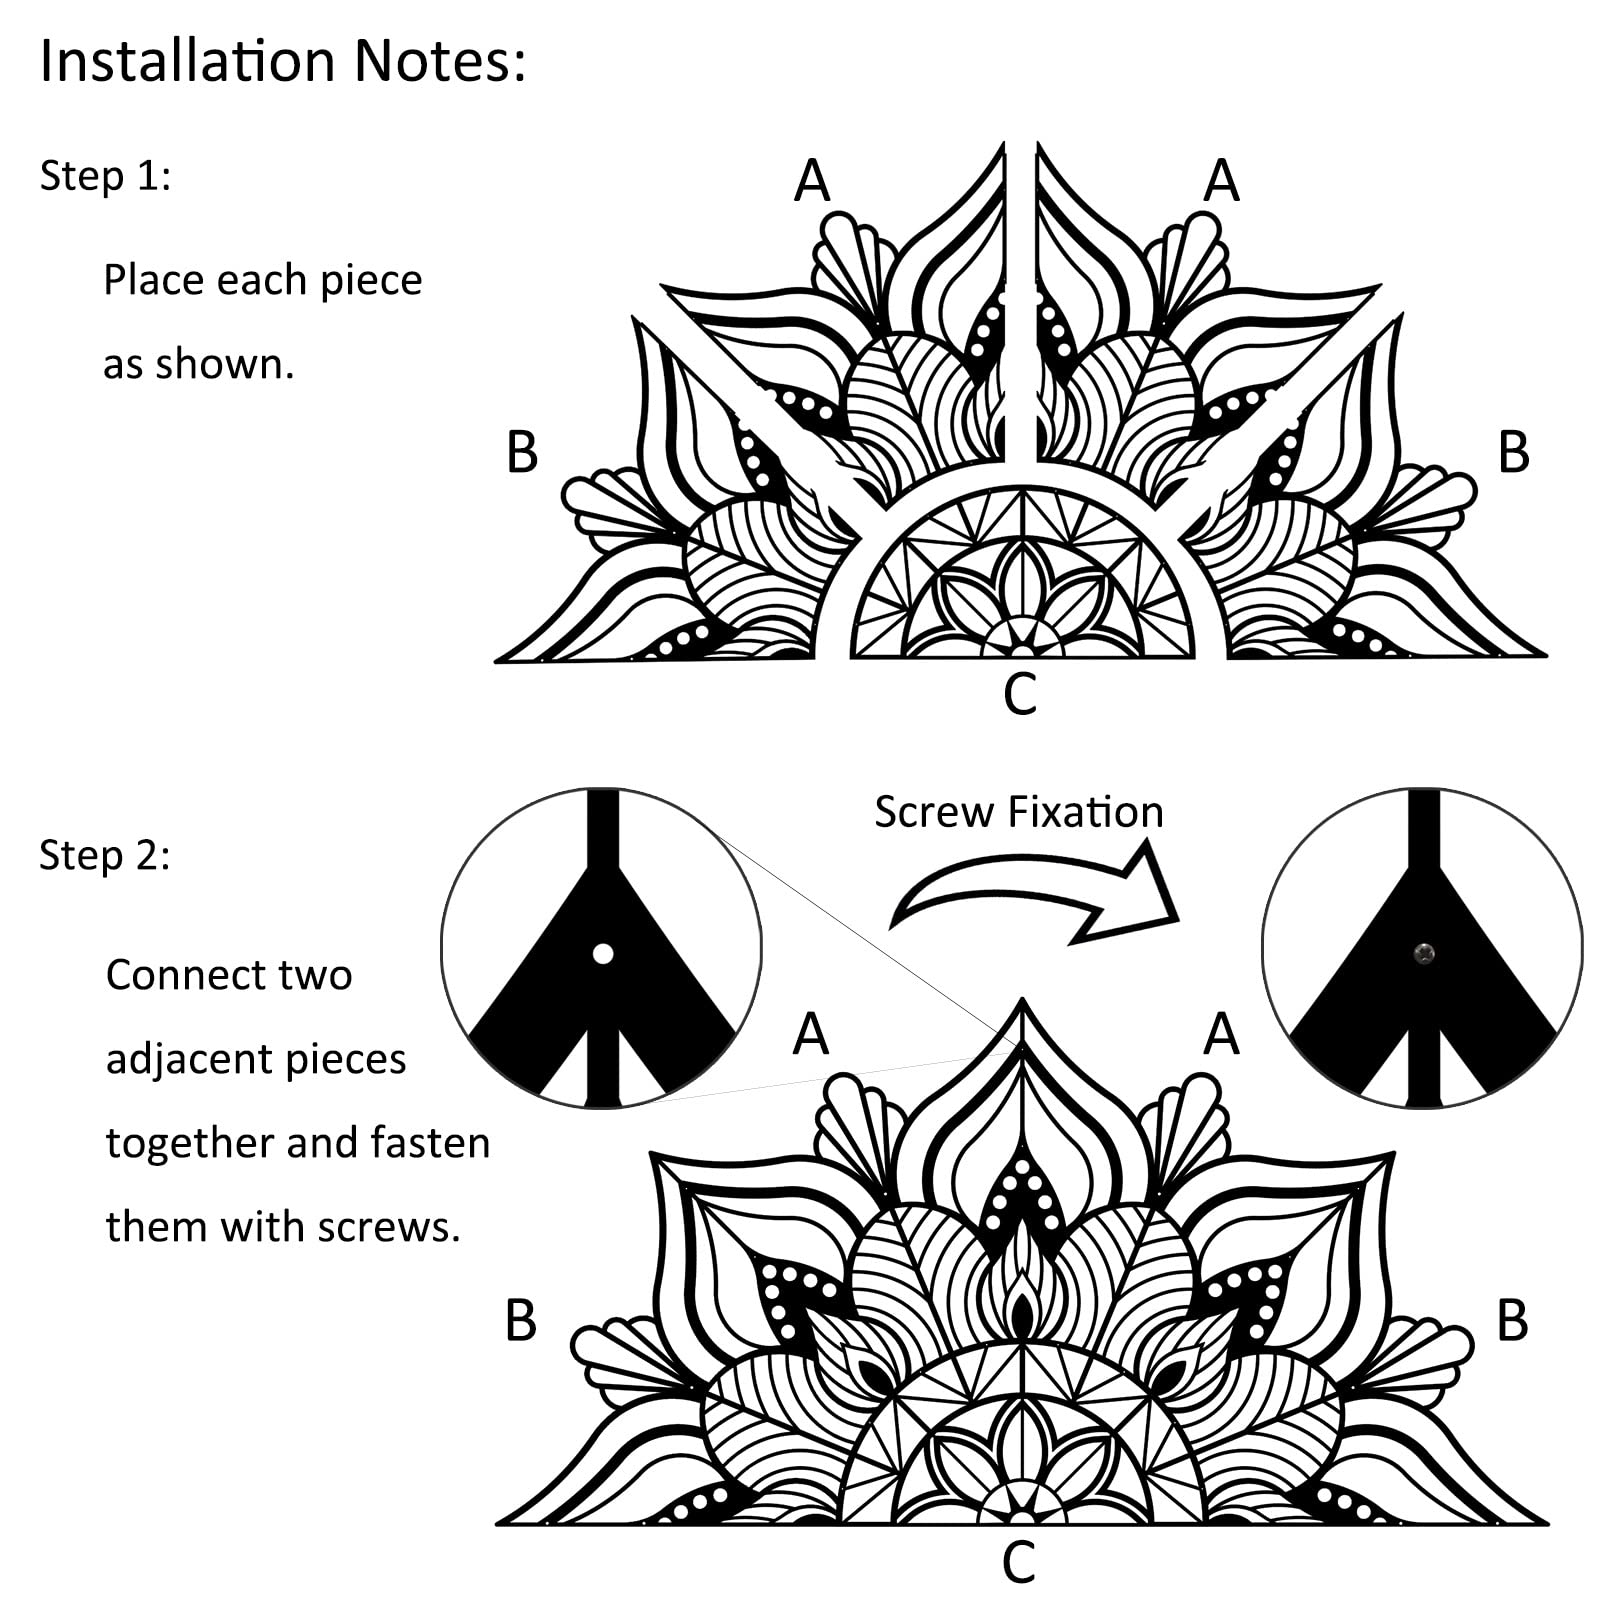 Installation Notes:
Step 1:
Place each piece
as shown.
A
A
B
B
C
Step 2:
Screw Fixation
Connect two
adjacent pieces
together and fasten
them with screws.
A
A
B
B
C